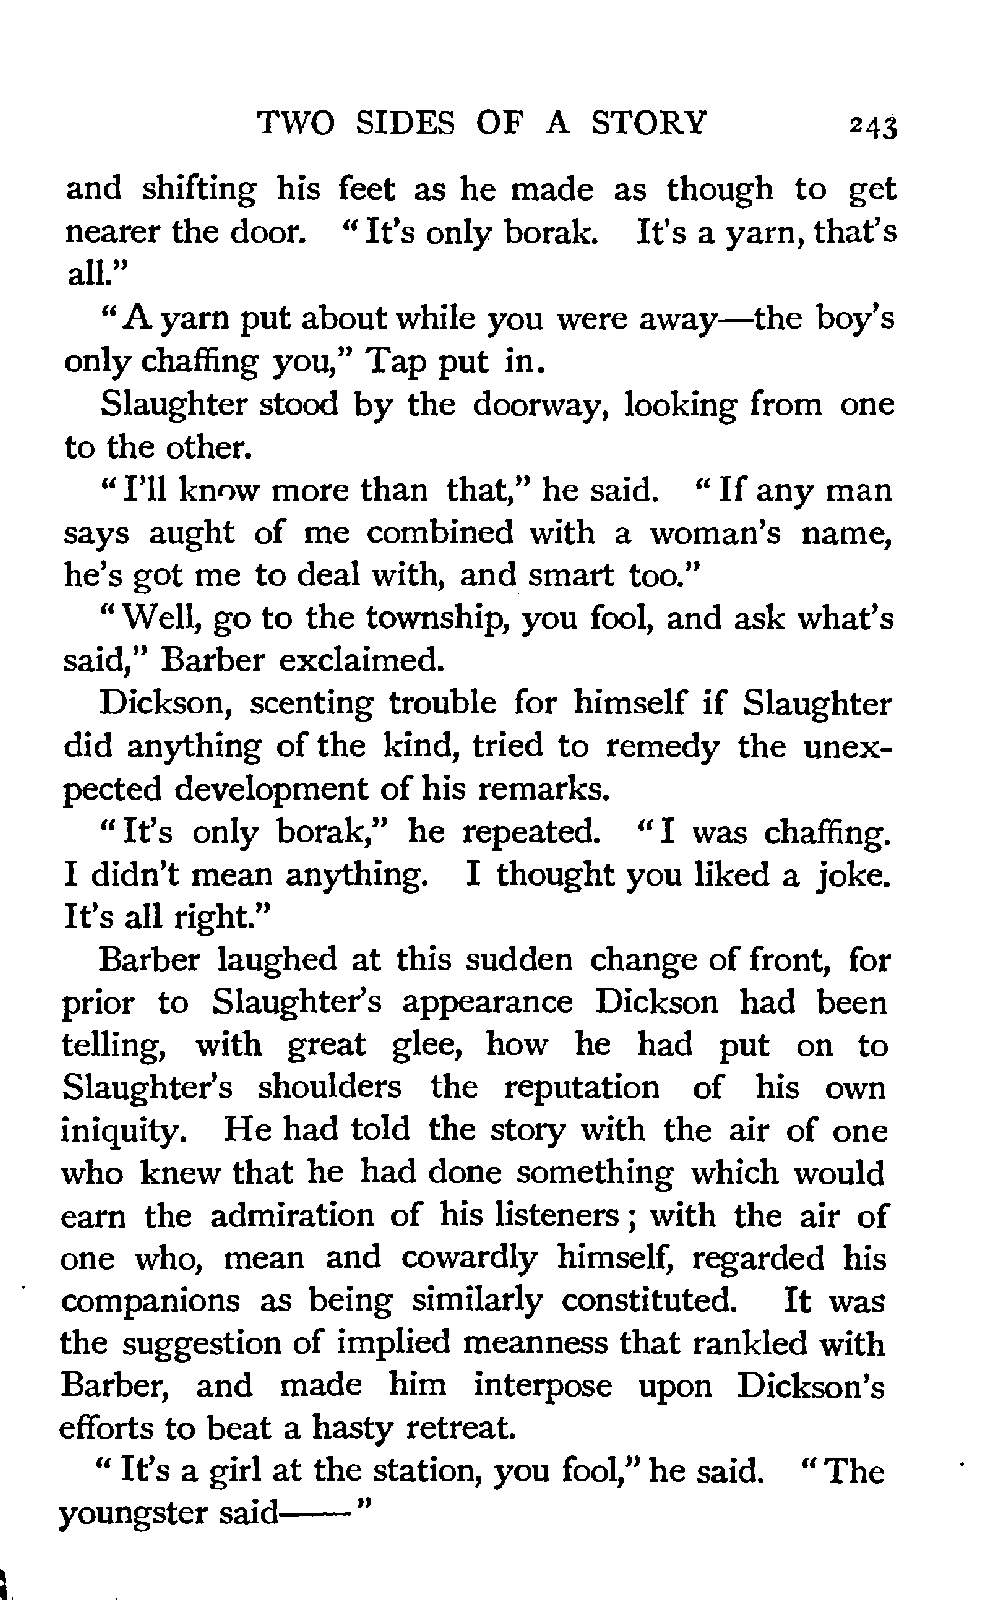 TWO SIDES OF A STORY 243
and shifting his feet as he made as though to get
nearer the door. "It's only borak. It's a yarn, that's
all."
"A yarn put about while you were away—the boy's
only chaffing you," Tap put in.
Slaughter stood by the doorway, looking from one
to the other.
"I'll know more than that," he said. "If any man
says aught of me combined with a woman's name,
he's got me to deal with, and smart too."
"Well, go to the township, you fool, and ask what's
said," Barber exclaimed.
Dickson, scenting trouble for himself if Slaughter
did anything of the kind, tried to remedy the unex-
pected development of his remarks.
"It's only borak," he repeated. "I was chaffing.
I didn't mean anything. I thought you liked a joke.
It's all right."
Barber laughed at this sudden change of front, for
prior to Slaughter's appearance Dickson had been
telling, with great glee, how he had put on to
Slaughter's shoulders the reputation of his own
iniquity. He had told the story with the air of one
who knew that he had done something which would
earn the admiration of his listeners; with the air of
one who, mean and cowardly himself, regarded his
companions as being similarly constituted. It was
the suggestion of implied meanness that rankled with
Barber, and made him interpose upon Dickson's
efforts to beat a hasty retreat.
"It's a girl at the station, you fool," he said. "The
youngster said——"